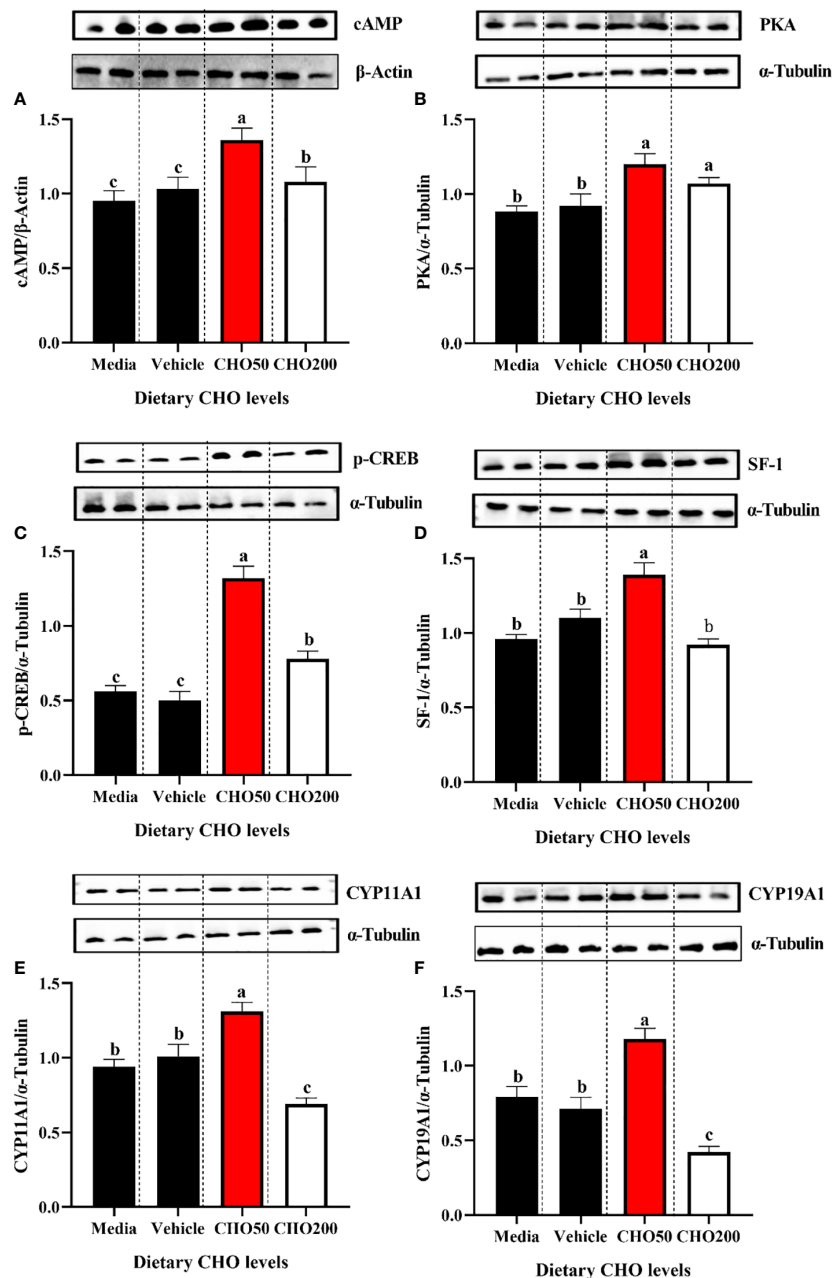 cAMP
β-Actin
A
1.5
1.0
0.5
0.0
cAMP/β-Actin
c
c
a
b
Media Vehicle CHO50 CHO200
Dietary CHO levels
PKA
α-Tubulin
B
1.5
1.0
0.5
0.0
PKA/α-Tubulin
b
b
a
a
Media Vehicle CHO50 CHO200
Dietary CHO levels
p-CREB
α-Tubulin
C
1.5
1.0
0.5
0.0
p-CREB/α-Tubulin
c
c
a
b
Media Vehicle CHO50 CHO200
Dietary CHO levels
SF-1
α-Tubulin
D
1.5
1.0
0.5
0.0
SF-1/α-Tubulin
b
b
a
b
Media Vehicle CHO50 CHO200
Dietary CHO levels
CYP11A1
α-Tubulin
E
1.5
1.0
0.5
0.0
CYP11A1/α-Tubulin
b
b
a
c
Media Vehicle CHO50 CHO200
Dietary CHO levels
CYP19A1
α-Tubulin
F
1.5
1.0
0.5
0.0
CYP19A1/α-Tubulin
b
b
a
c
Media Vehicle CHO50 CHO200
Dietary CHO levels